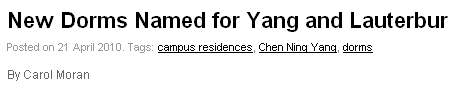 New Dorms Named for Yang and Lauterbur
Posted on 21 April 2010. Tags: campus residences, Chen Ning Yang, dorms
By Carol Moran